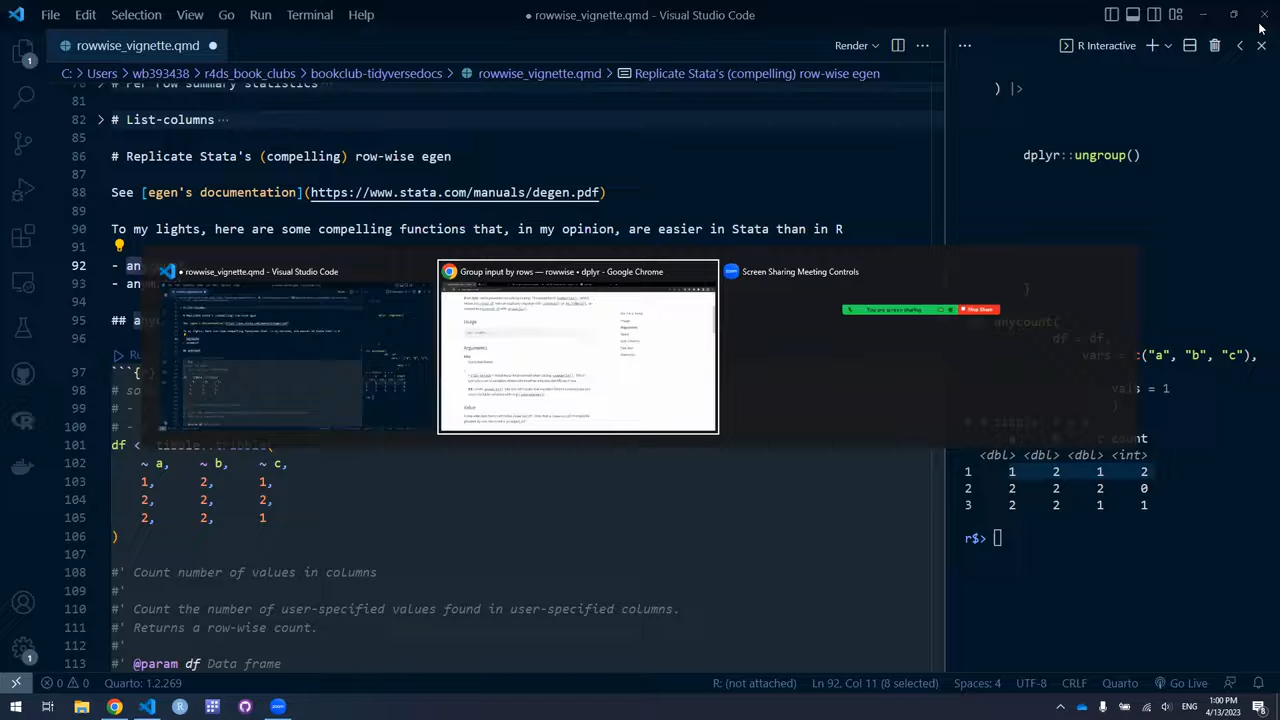 File Edit Selection View Go Run Terminal Help
● rowwise_vignette.qmd - Visual Studio Code
rowwise_vignette.qmd ●
Render
R Interactive
C: > Users > wb393438 > r4ds_book_clubs > bookclub-tidyversedocs > rowwise_vignette.qmd > Replicate Stata's (compelling) row-wise egen
) |>
81
82 > # List-columns ...
85
86 # Replicate Stata's (compelling) row-wise egen
dplyr::ungroup()
87
88 See [egen's documentation](https://www.stata.com/manuals/degen.pdf)
89
90 To my lights, here are some compelling functions that, in my opinion, are easier in Stata than in R
91
92 - an
● rowwise_vignette.qmd - Visual Studio Code
Group input by rows — rowwise • dplyr - Google Chrome
Screen Sharing Meeting Controls
93 -
94
You are screen sharing
Stop Share
Usage
Arguments
Value
95 ##
96
97
98 #
99 #
100 #
df,
vars = c("a", "b", "c"),
vals =
101 df <- tibble::tribble(
102 ~ a, ~ b, ~ c,
103 1, 2, 1,
104 2, 2, 2,
105 2, 2, 1
106 )
107
108 #' Count number of values in columns
109 #'
110 #' Count the number of user-specified values found in user-specified columns.
111 #' Returns a row-wise count.
112 #'
113 #' @param df Data frame
count
<dbl> <dbl> <dbl> <int>
1 1 2 1 2
2 2 2 2 0
3 2 2 1 1
r$>
0 0 Quarto: 1.2.269
R: (not attached) Ln 92, Col 11 (8 selected) Spaces: 4 UTF-8 CRLF Quarto Go Live
1:00 PM
4/13/2023